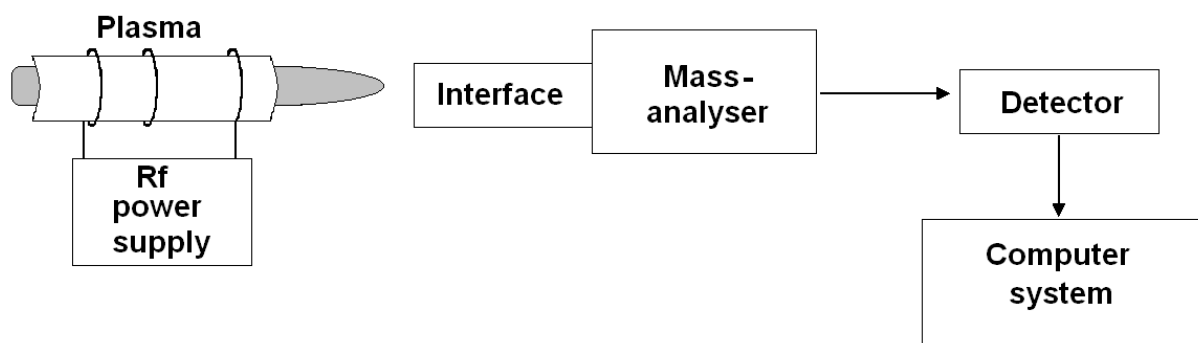 Plasma
Rf
power
supply
Interface
Mass-
analyser
Detector
Computer
system